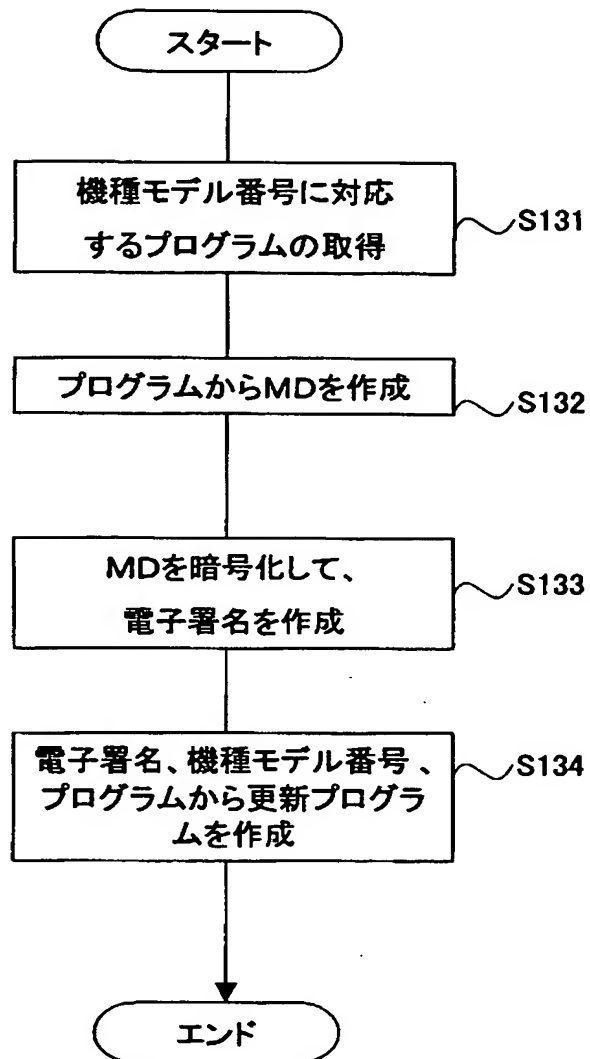 スタート
機種モデル番号に対応
するプログラムの取得
S131
プログラムからMDを作成
S132
MDを暗号化して、
電子署名を作成
S133
電子署名、機種モデル番号、
プログラムから更新プログラ
ムを作成
S134
エンド